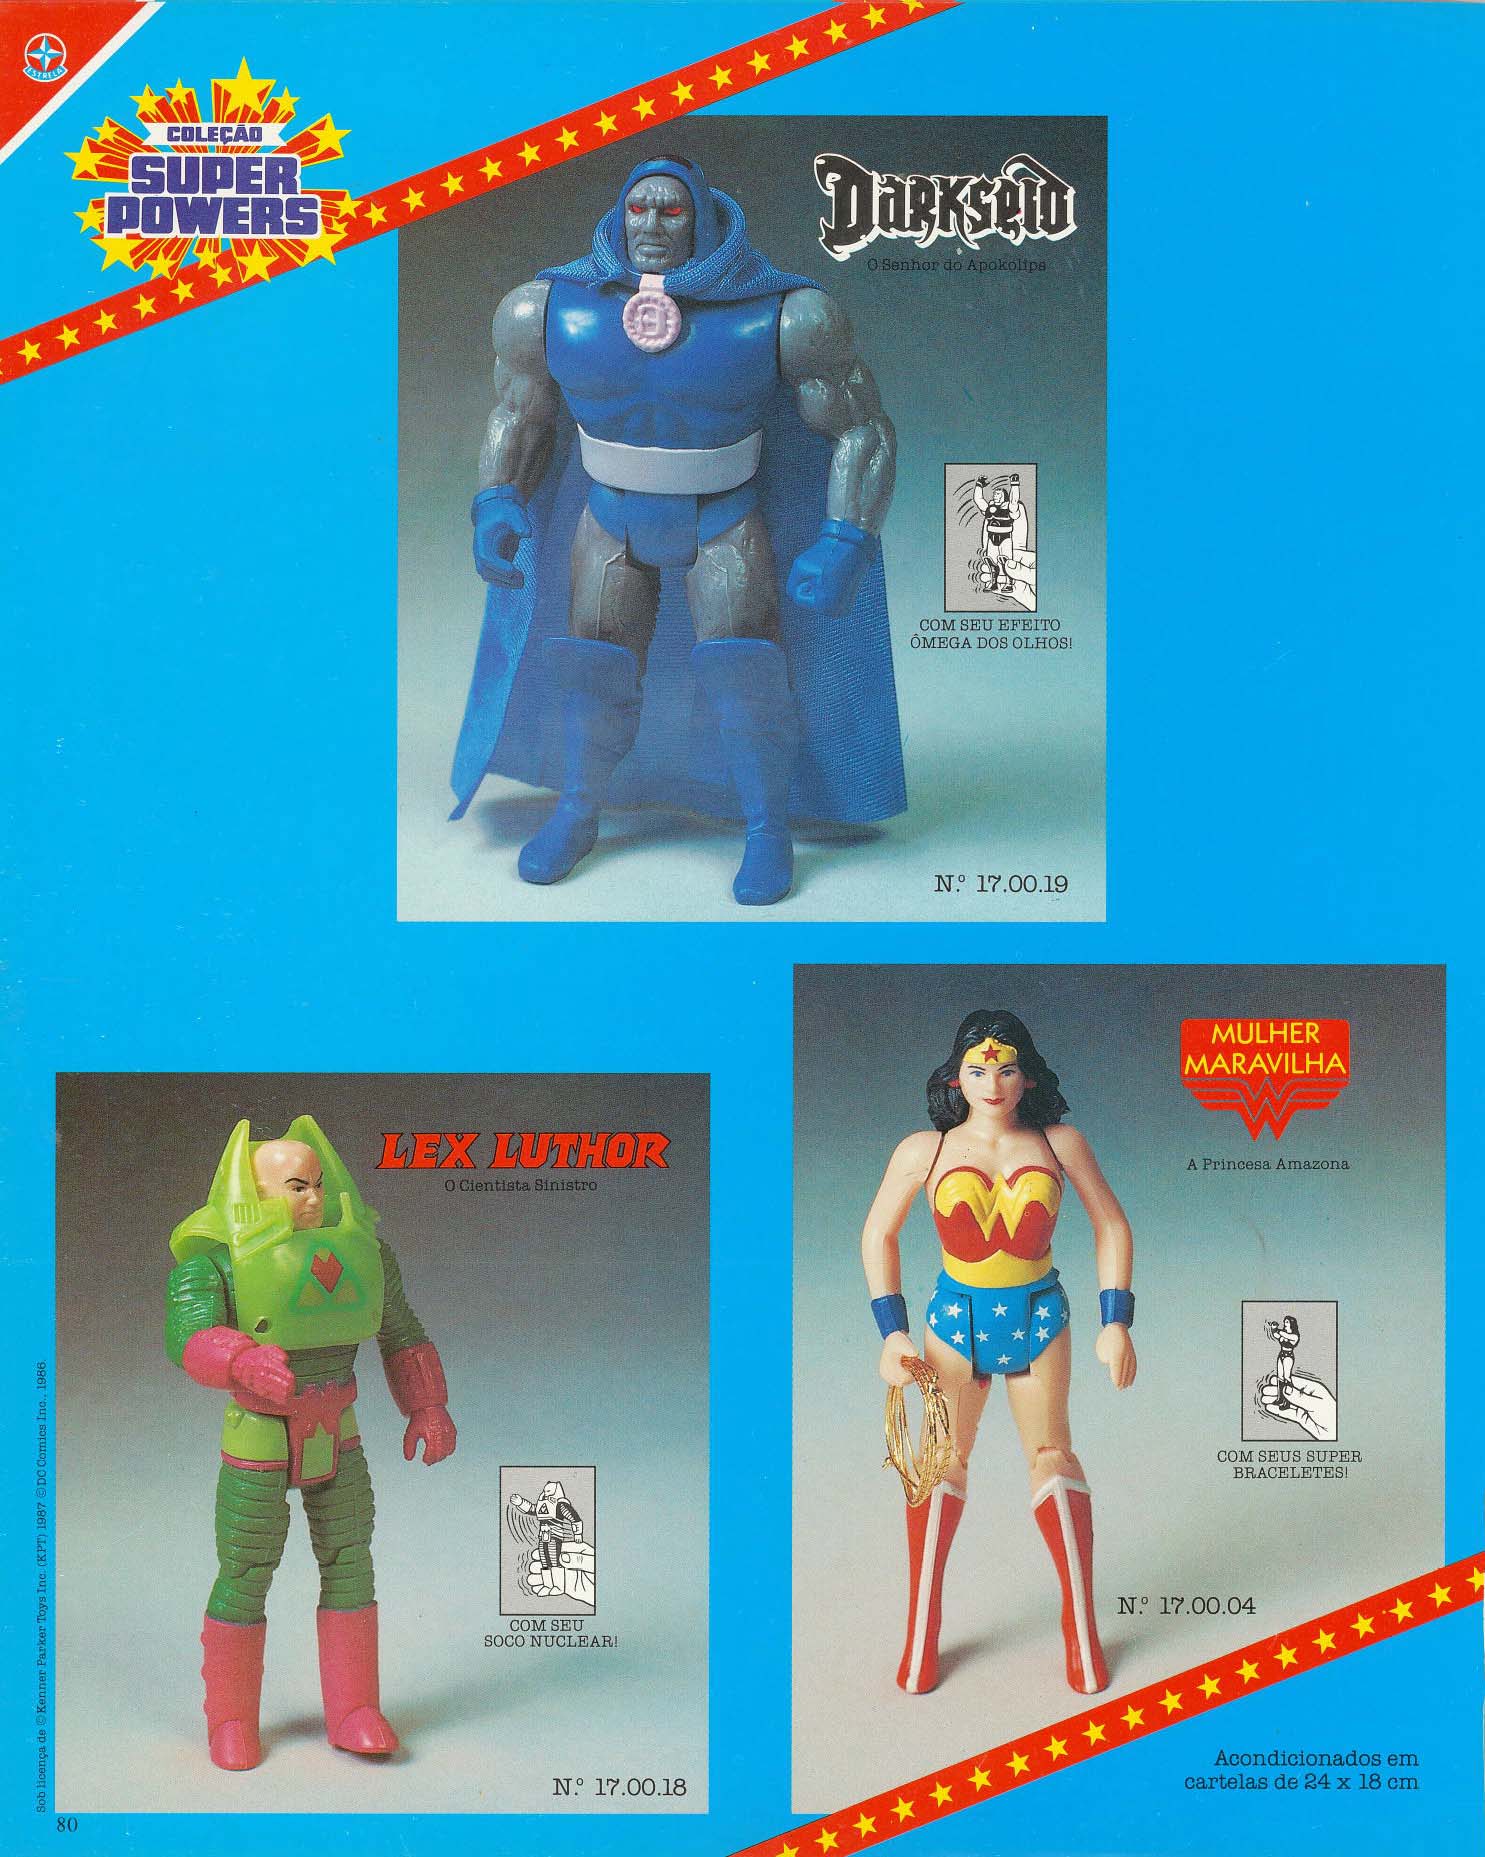 ESTRELA
COLEÇÃO
SUPER
POWERS
DARKSEID
O Senhor do Apokolips
COM SEU EFEITO
ÔMEGA DOS OLHOS!
N.º 17.00.19
LEX LUTHOR
O Cientista Sinistro
COM SEU
SOCO NUCLEAR!
N.º 17.00.18
MULHER
MARAVILHA
A Princesa Amazona
COM SEUS SUPER
BRACELETES!
N.º 17.00.04
Acondicionados em
cartelas de 24 x 18 cm
Sob licença de © Kenner Parker Toys Inc. (KPT) 1987 © DC Comics Inc., 1986.
80